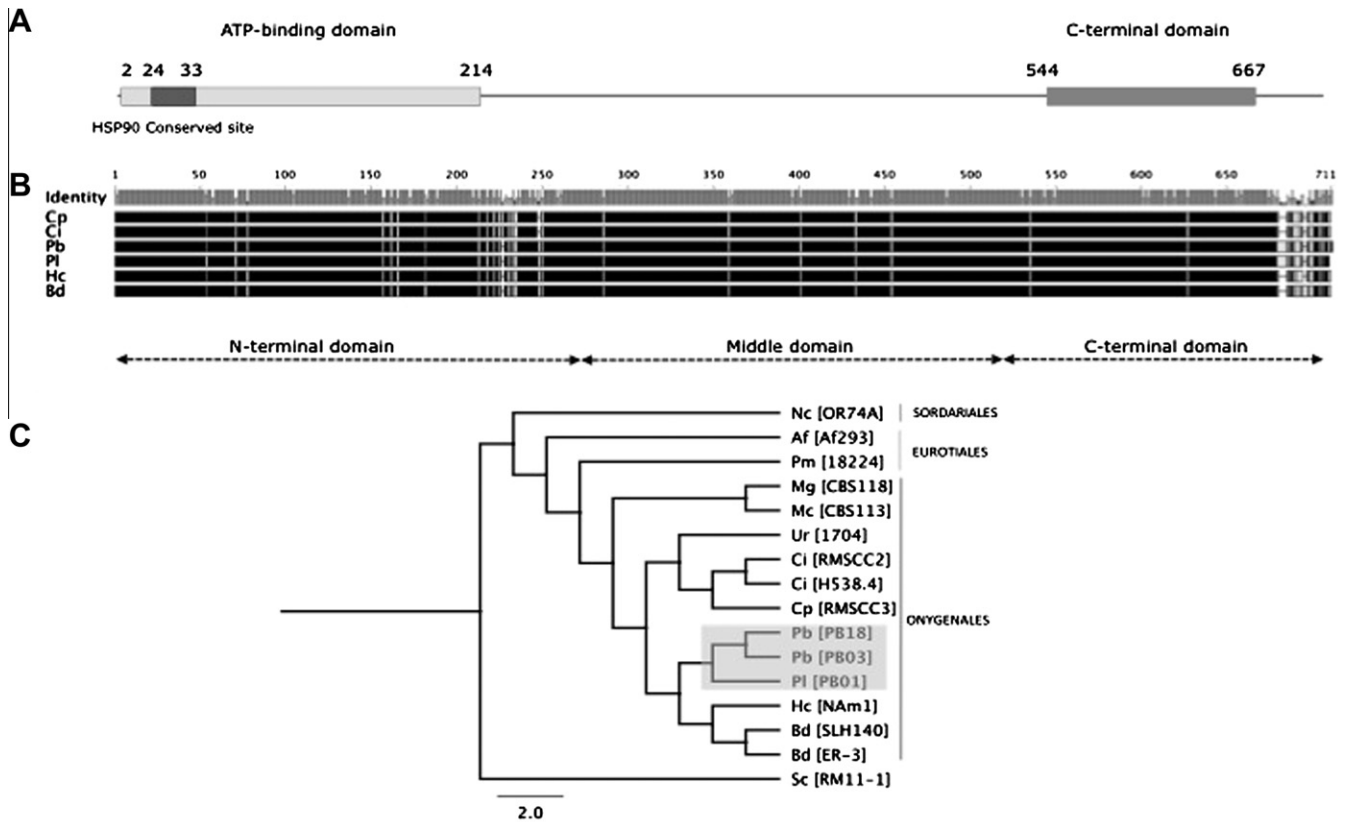 A
ATP-binding domain
C-terminal domain
2 24 33 214 544 667
HSP90 Conserved site
B
1 50 100 150 200 250 300 350 400 450 500 550 600 650 711
Identity
Cp
Ci
Pb
Pl
Hc
Bd
N-terminal domain
Middle domain
C-terminal domain
C
Nc [OR74A]
SORDARIALES
Af [Af293]
EUROTIALES
Pm [18224]
Mg [CBS118]
Mc [CBS113]
Ur [1704]
Ci [RMSCC2]
Ci [H538.4]
Cp [RMSCC3]
ONYGENALES
Pb [PB18]
Pb [PB03]
Pl [PB01]
Hc [NAm1]
Bd [SLH140]
Bd [ER-3]
Sc [RM11-1]
2.0